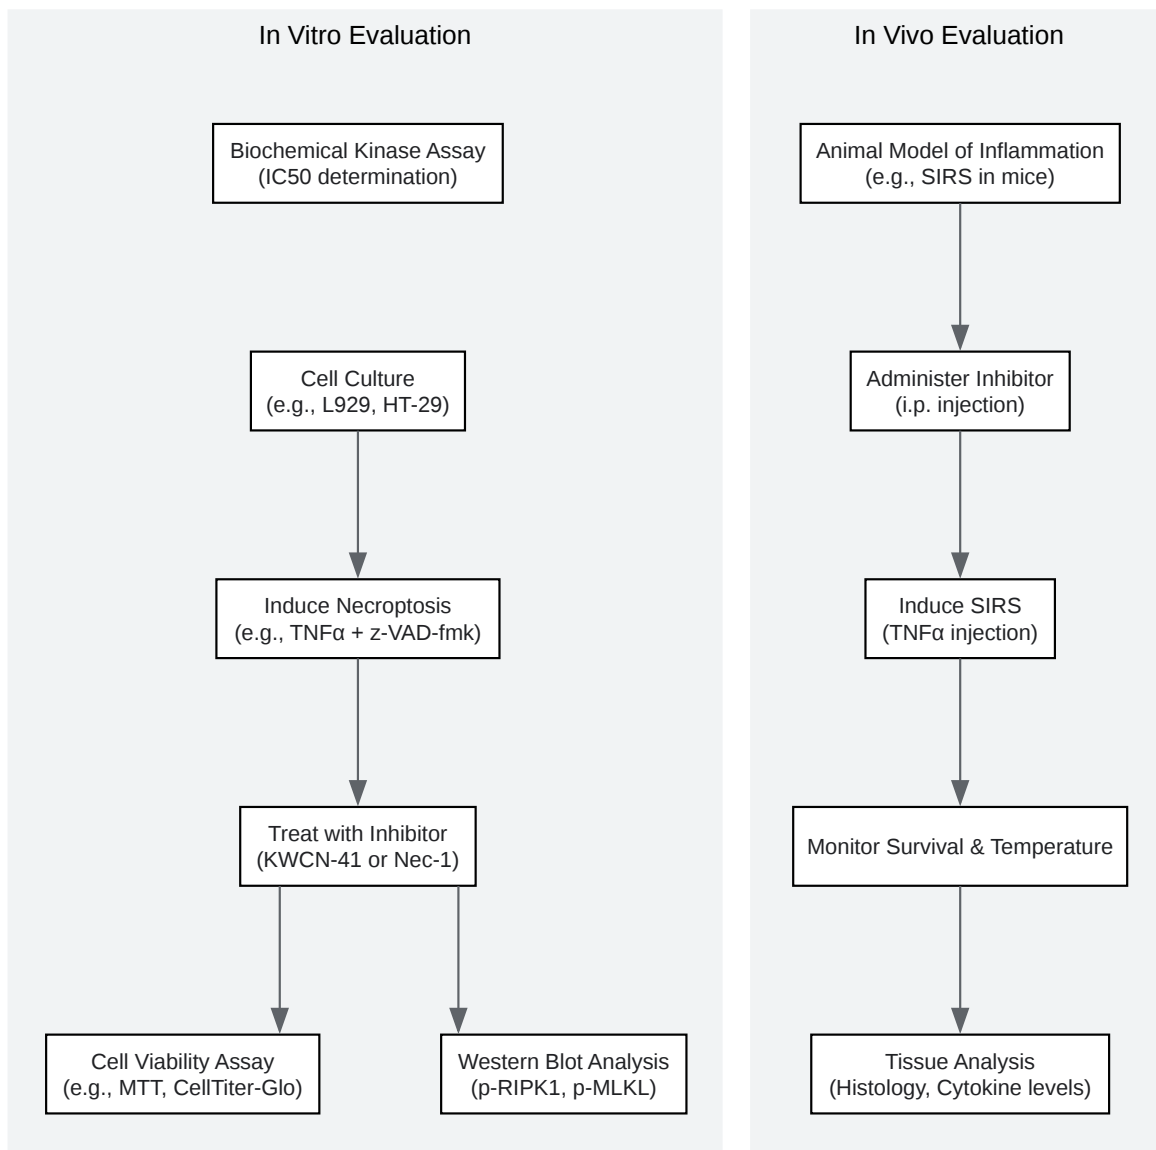 In Vitro Evaluation
Biochemical Kinase Assay
(IC50 determination)
Cell Culture
(e.g., L929, HT-29)
Induce Necroptosis
(e.g., TNFα + z-VAD-fmk)
Treat with Inhibitor
(KWCN-41 or Nec-1)
Cell Viability Assay
(e.g., MTT, CellTiter-Glo)
Western Blot Analysis
(p-RIPK1, p-MLKL)
In Vivo Evaluation
Animal Model of Inflammation
(e.g., SIRS in mice)
Administer Inhibitor
(i.p. injection)
Induce SIRS
(TNFα injection)
Monitor Survival & Temperature
Tissue Analysis
(Histology, Cytokine levels)